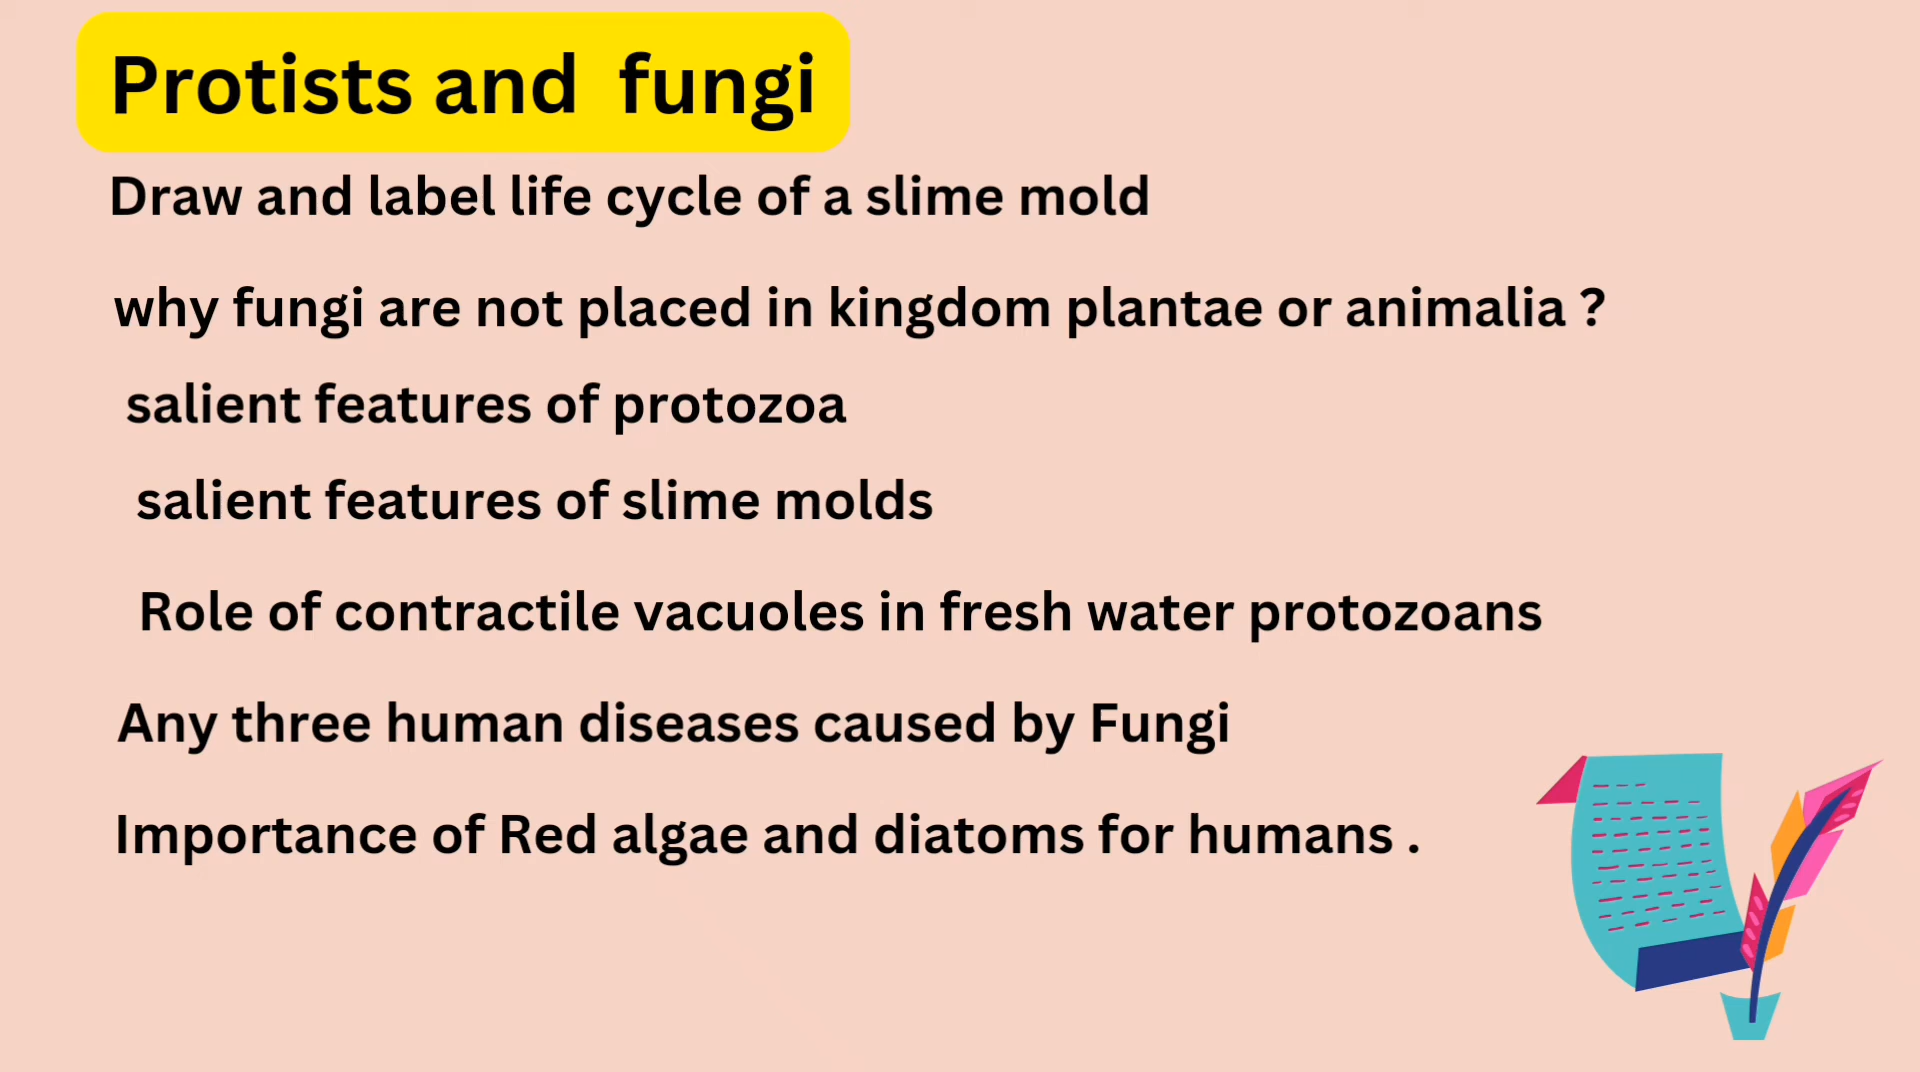 Protists and fungi
Draw and label life cycle of a slime mold
why fungi are not placed in kingdom plantae or animalia ?
salient features of protozoa
salient features of slime molds
Role of contractile vacuoles in fresh water protozoans
Any three human diseases caused by Fungi
Importance of Red algae and diatoms for humans .